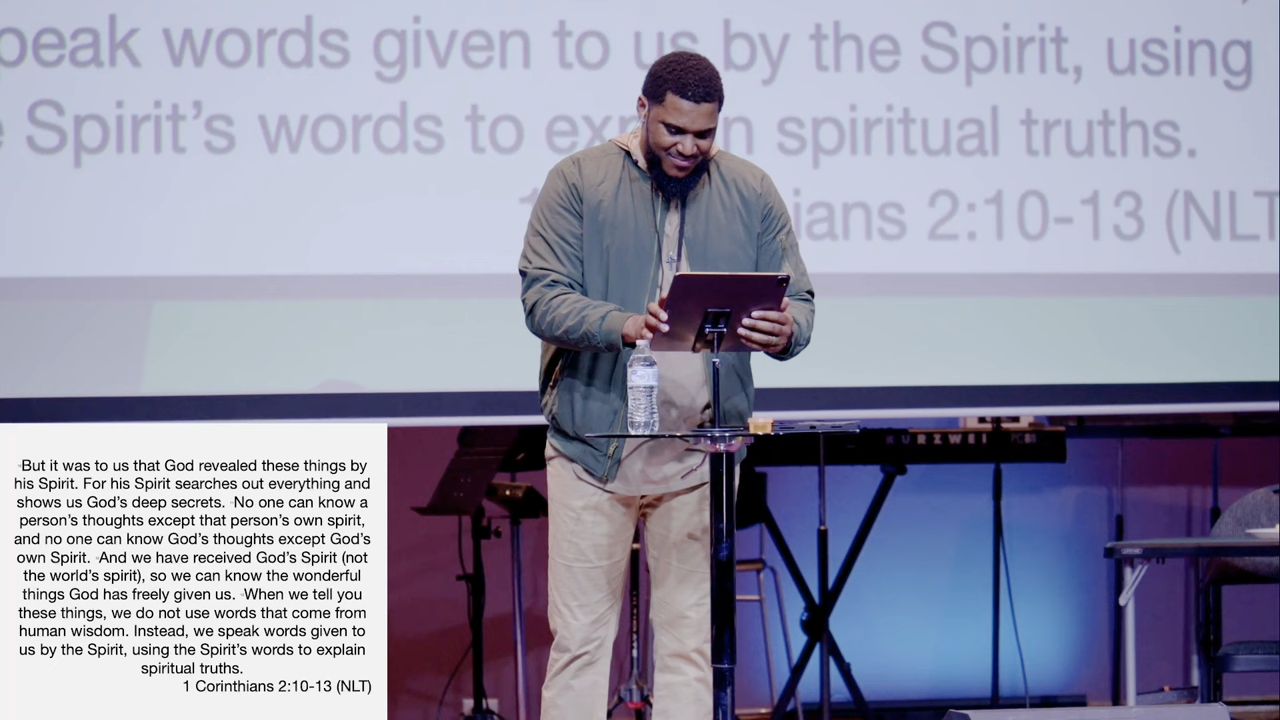 peak words given to us by the Spirit, using
Spirit's words to explain spiritual truths.
ians 2:10-13 (NLT
KURZWEI PC88
But it was to us that God revealed these things by
his Spirit. For his Spirit searches out everything and
shows us God's deep secrets. No one can know a
person's thoughts except that person's own spirit,
and no one can know God's thoughts except God's
own Spirit. And we have received God's Spirit (not
the world's spirit), so we can know the wonderful
things God has freely given us. When we tell you
these things, we do not use words that come from
human wisdom. Instead, we speak words given to
us by the Spirit, using the Spirit's words to explain
spiritual truths.
1 Corinthians 2:10-13 (NLT)